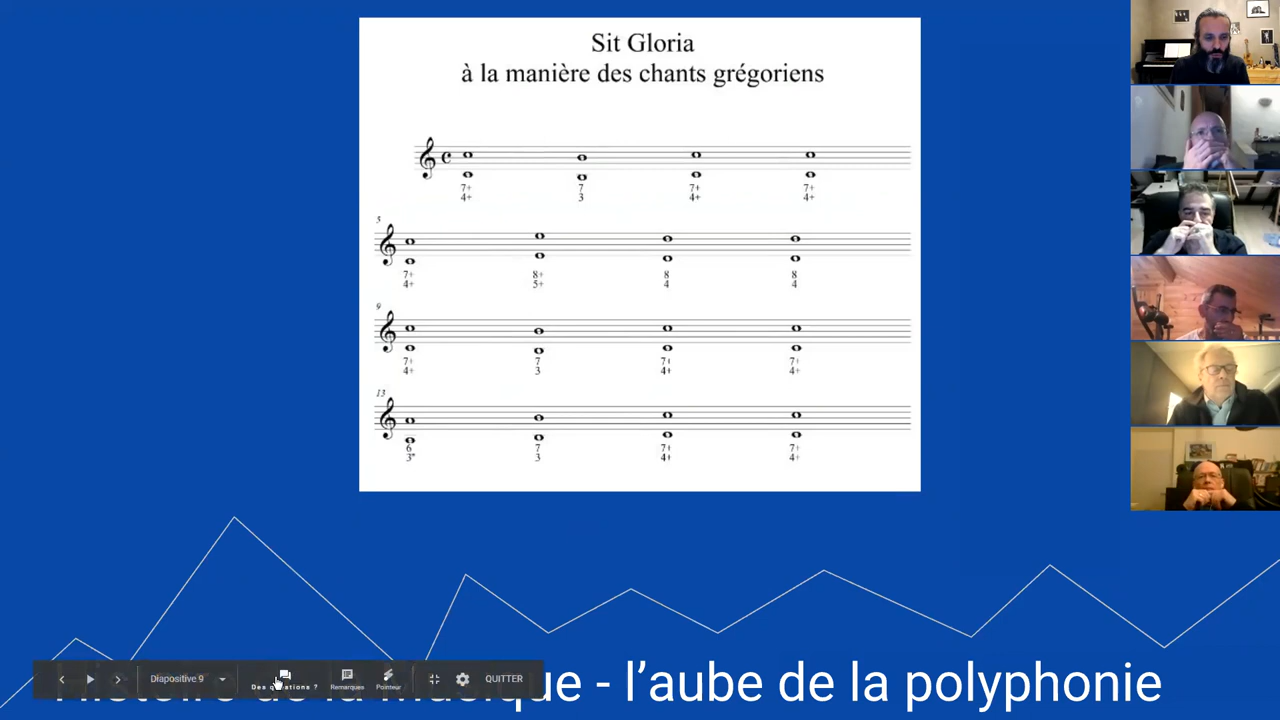 Sit Gloria
à la manière des chants grégoriens
7+ 7 7+ 7+
4+ 3 4+ 4+
5
7+ 8+ 8 8
4+ 5+ 4 4
9
7+ 7 7+ 7+
4+ 3 4+ 4+
13
6 7 7+ 7+
3" 3 4+ 4+
Diapositive 9
Remarques
Pointeur
QUITTER
- l’aube de la polyphonie